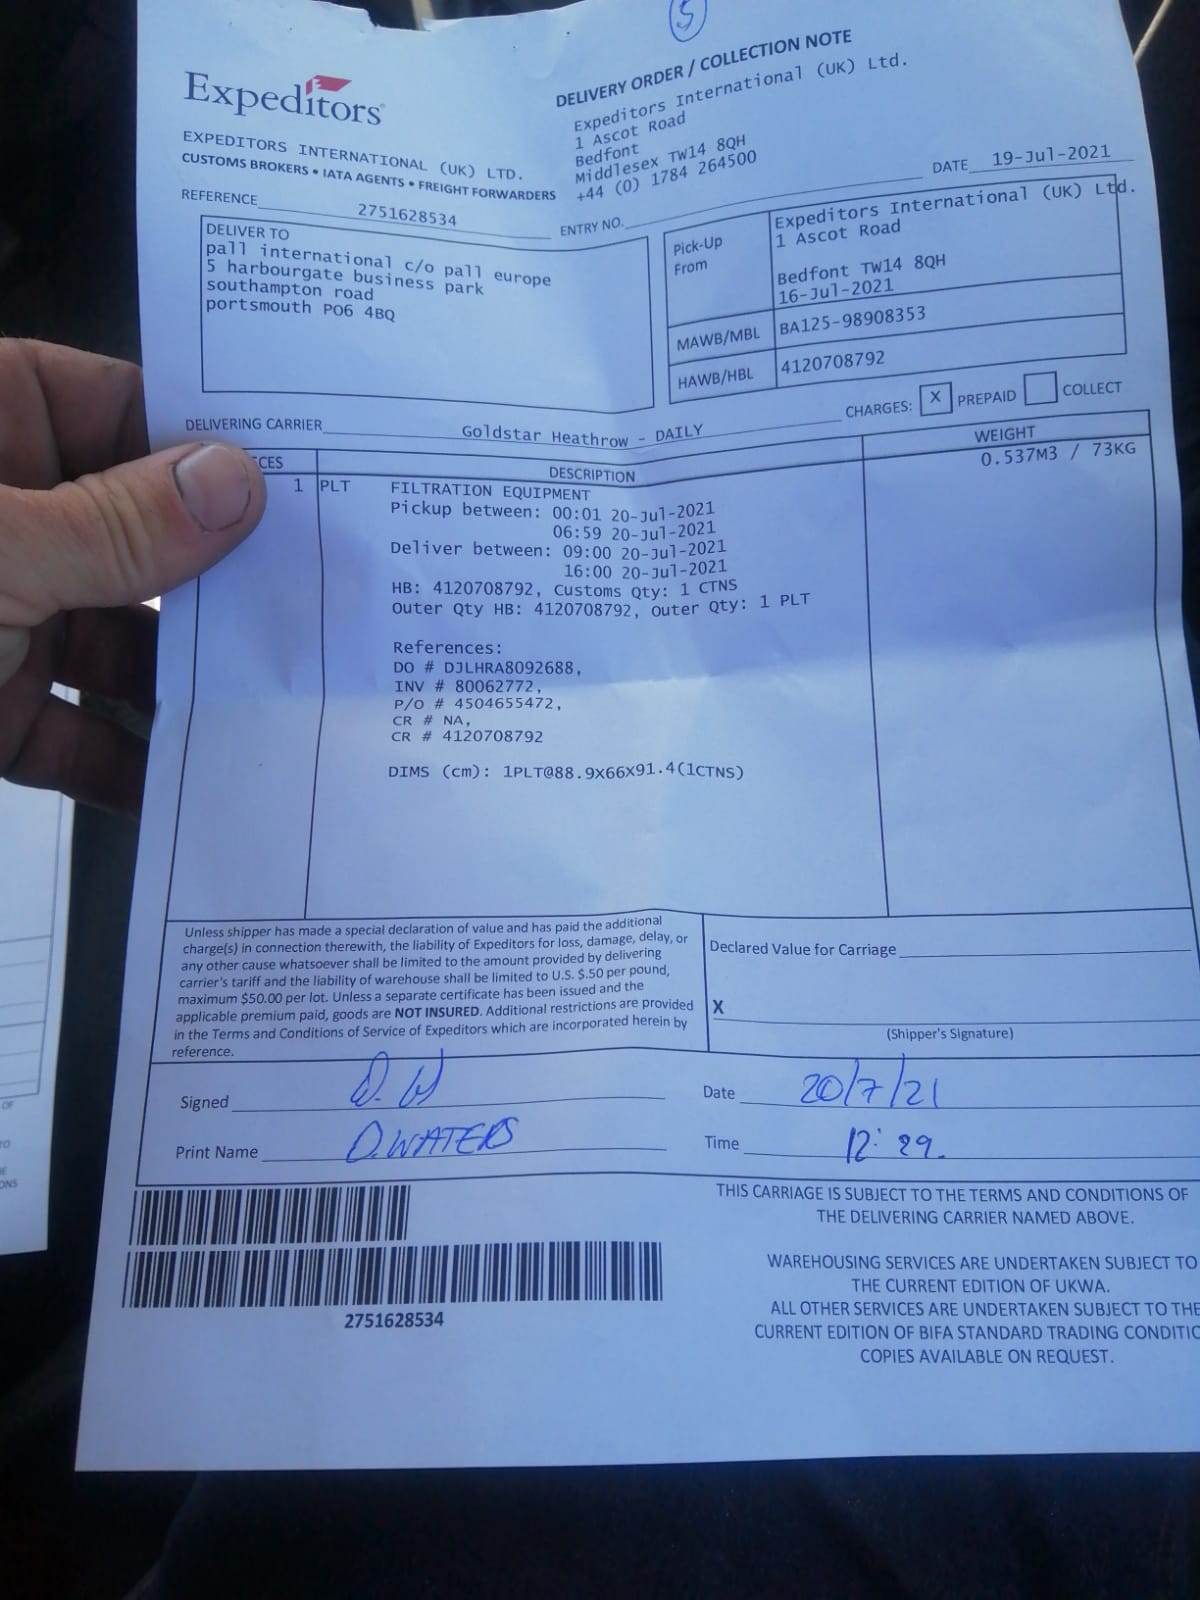 5
Expeditors
EXPEDITORS INTERNATIONAL (UK) LTD.
CUSTOMS BROKERS • IATA AGENTS • FREIGHT FORWARDERS
DELIVERY ORDER / COLLECTION NOTE
Expeditors International (UK) Ltd.
1 Ascot Road
Bedfont
Middlesex TW14 8QH
+44 (0) 1784 264500
DATE 19-Jul-2021
REFERENCE 2751628534
ENTRY NO.
DELIVER TO
pall international c/o pall europe
5 harbourgate business park
southampton road
portsmouth PO6 4BQ
Pick-Up From
Expeditors International (UK) Ltd.
1 Ascot Road
Bedfont TW14 8QH
16-Jul-2021
MAWB/MBL BA125-98908353
HAWB/HBL 4120708792
CHARGES: X PREPAID COLLECT
DELIVERING CARRIER Goldstar Heathrow - DAILY
CES DESCRIPTION WEIGHT
1 PLT FILTRATION EQUIPMENT 0.537M3 / 73KG
Pickup between: 00:01 20-Jul-2021
06:59 20-Jul-2021
Deliver between: 09:00 20-Jul-2021
16:00 20-Jul-2021
HB: 4120708792, Customs Qty: 1 CTNS
Outer Qty HB: 4120708792, Outer Qty: 1 PLT
References:
DO # DJLHRA8092688,
INV # 80062772,
P/O # 4504655472,
CR # NA,
CR # 4120708792
DIMS (cm): 1PLT@88.9X66X91.4(1CTNS)
Unless shipper has made a special declaration of value and has paid the additional
charge(s) in connection therewith, the liability of Expeditors for loss, damage, delay, or
any other cause whatsoever shall be limited to the amount provided by delivering
carrier's tariff and the liability of warehouse shall be limited to U.S. $.50 per pound,
maximum $50.00 per lot. Unless a separate certificate has been issued and the
applicable premium paid, goods are NOT INSURED. Additional restrictions are provided
in the Terms and Conditions of Service of Expeditors which are incorporated herein by
reference.
Declared Value for Carriage
X
(Shipper's Signature)
Signed D. W
Date 20/7/21
Print Name D.WATERS
Time 12:29.
THIS CARRIAGE IS SUBJECT TO THE TERMS AND CONDITIONS OF
THE DELIVERING CARRIER NAMED ABOVE.
WAREHOUSING SERVICES ARE UNDERTAKEN SUBJECT TO
THE CURRENT EDITION OF UKWA.
ALL OTHER SERVICES ARE UNDERTAKEN SUBJECT TO THE
CURRENT EDITION OF BIFA STANDARD TRADING CONDITIO
COPIES AVAILABLE ON REQUEST.
2751628534